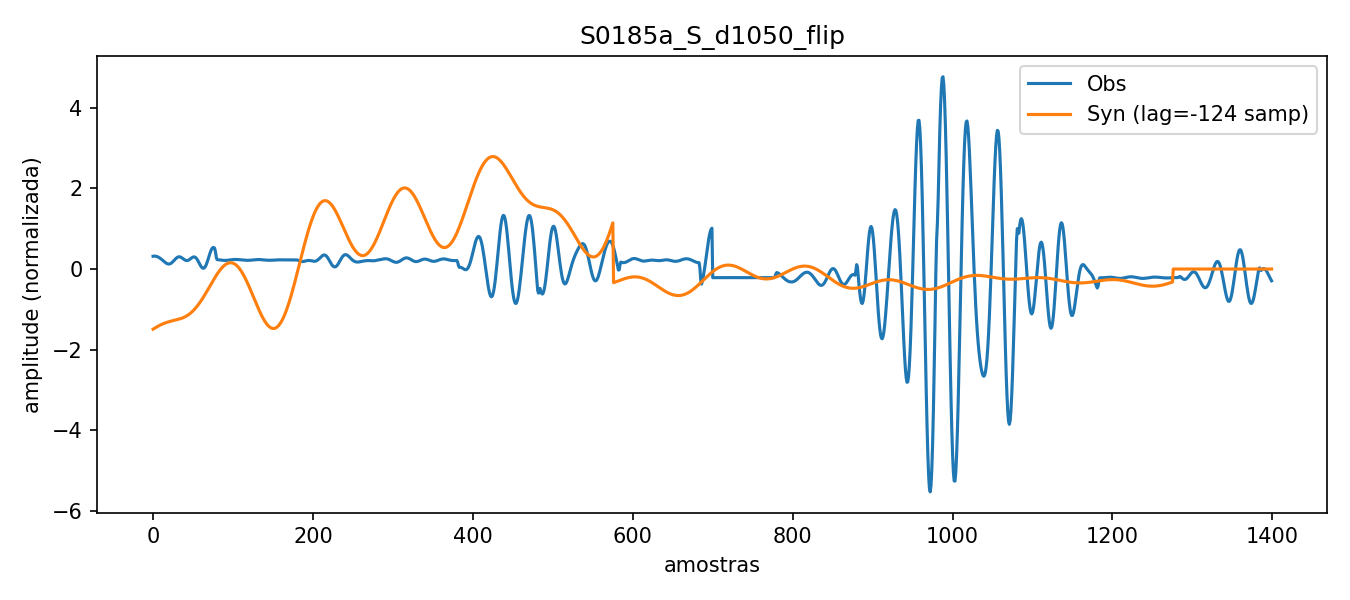 S0185a_S_d1050_flip
Obs
Syn (lag=-124 samp)
amplitude (normalizada)
4
2
0
−2
−4
−6
0 200 400 600 800 1000 1200 1400
amostras